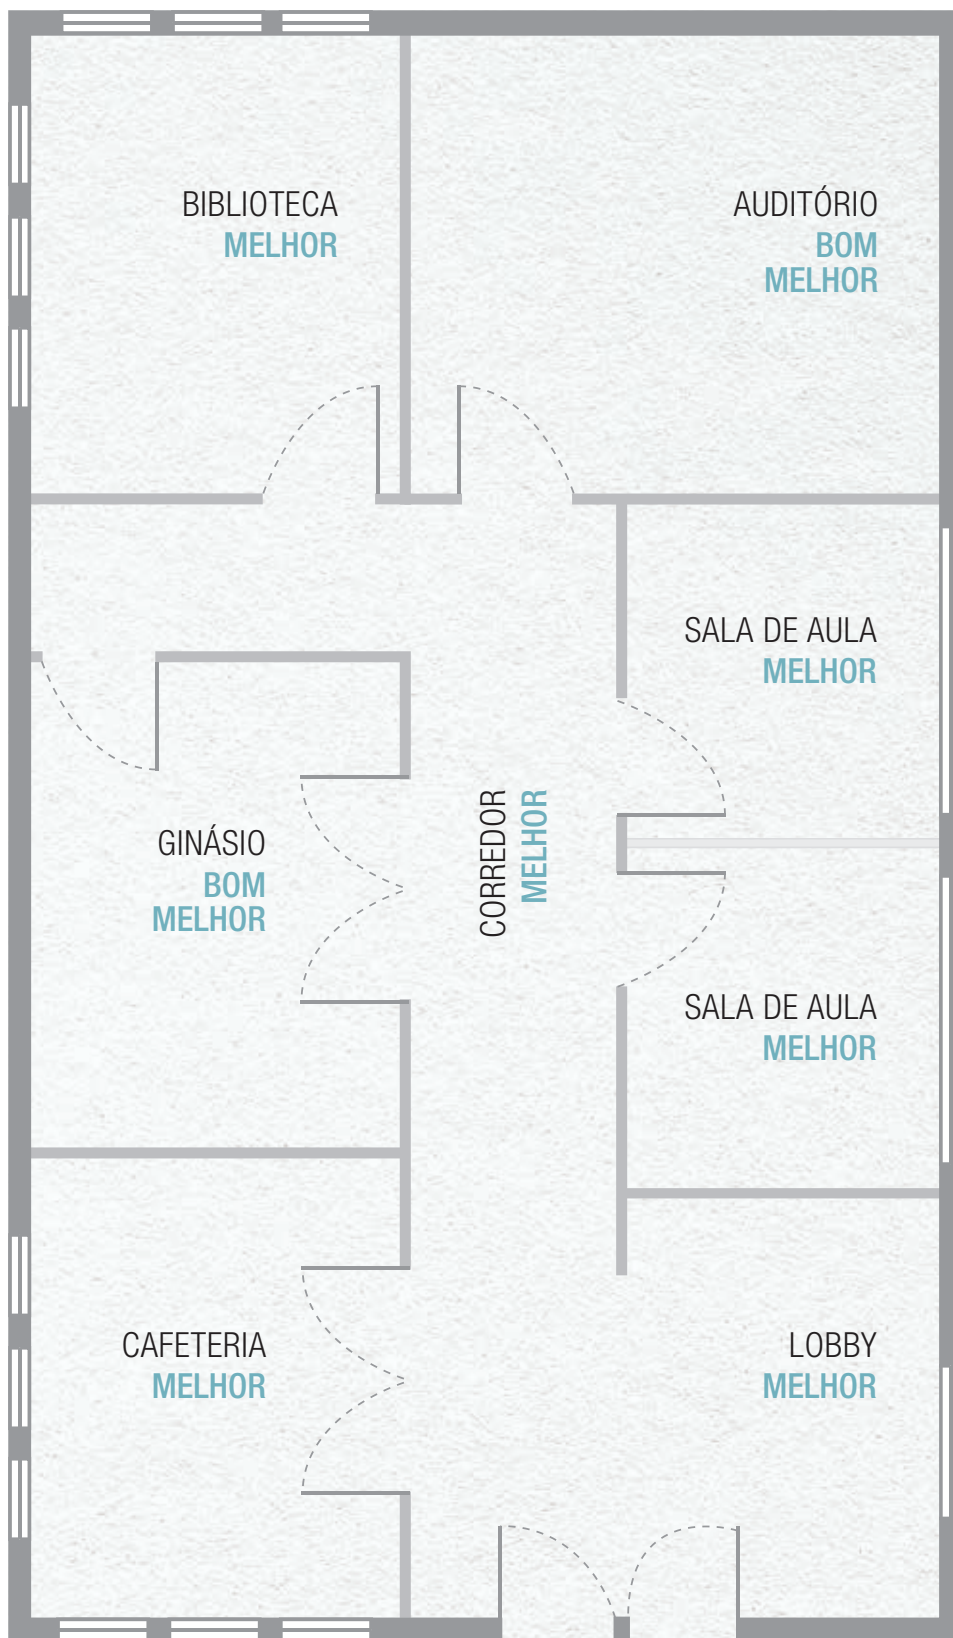 BIBLIOTECA
MELHOR
AUDITÓRIO
BOM
MELHOR
SALA DE AULA
MELHOR
GINÁSIO
BOM
MELHOR
CORREDOR
MELHOR
SALA DE AULA
MELHOR
CAFETERIA
MELHOR
LOBBY
MELHOR